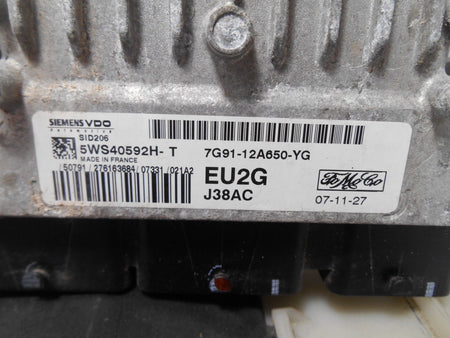 SIEMENS VDO
Automotive
SID206
5WS40592H- T
MADE IN FRANCE
7G91-12A650-YG
/50791/276163684/07331/021A2
EU2G
J38AC
FoMoCo
07-11-27